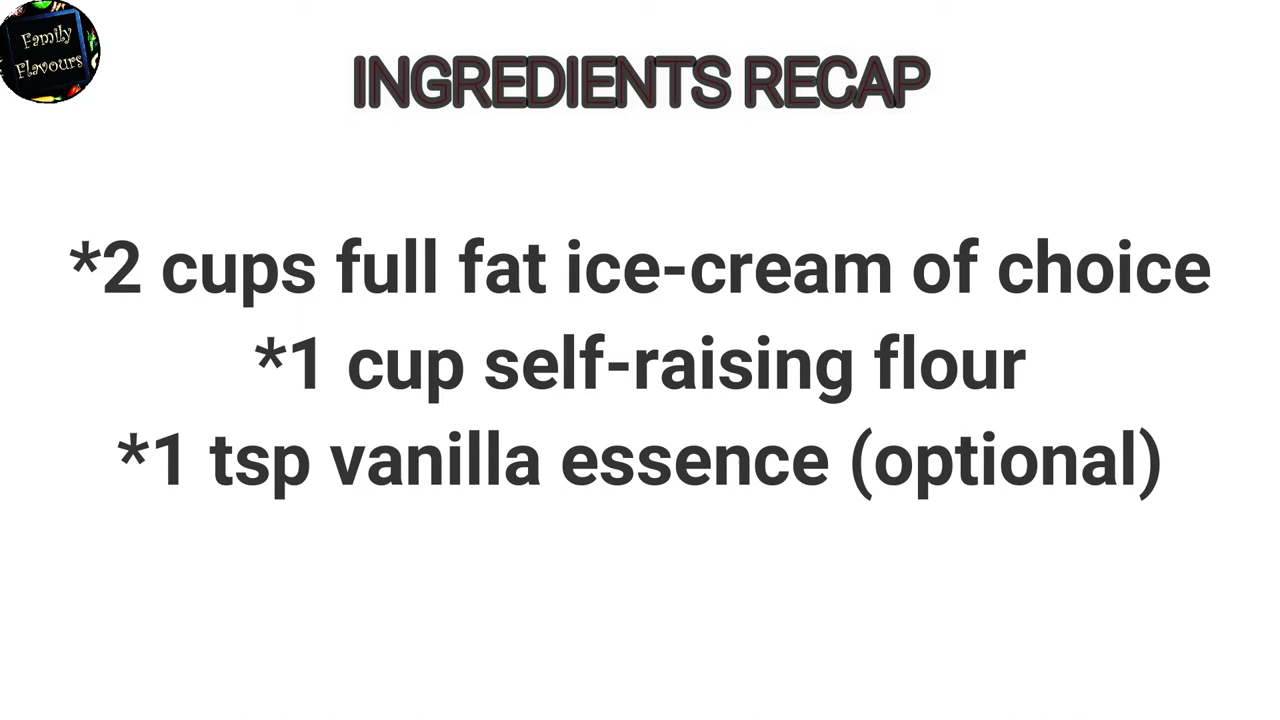 Family
Flavours
INGREDIENTS RECAP
*2 cups full fat ice-cream of choice
*1 cup self-raising flour
*1 tsp vanilla essence (optional)